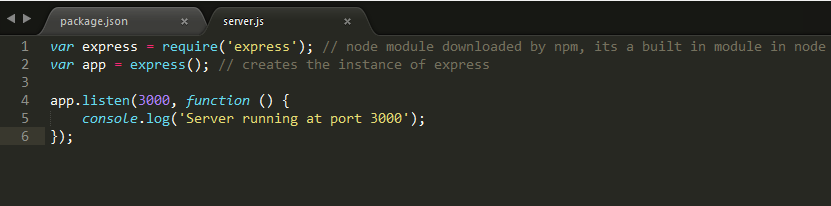 package.json × server.js ×
1 var express = require('express'); // node module downloaded by npm, its a built in module in node
2 var app = express(); // creates the instance of express
3
4 app.listen(3000, function () {
5 console.log('Server running at port 3000');
6 });